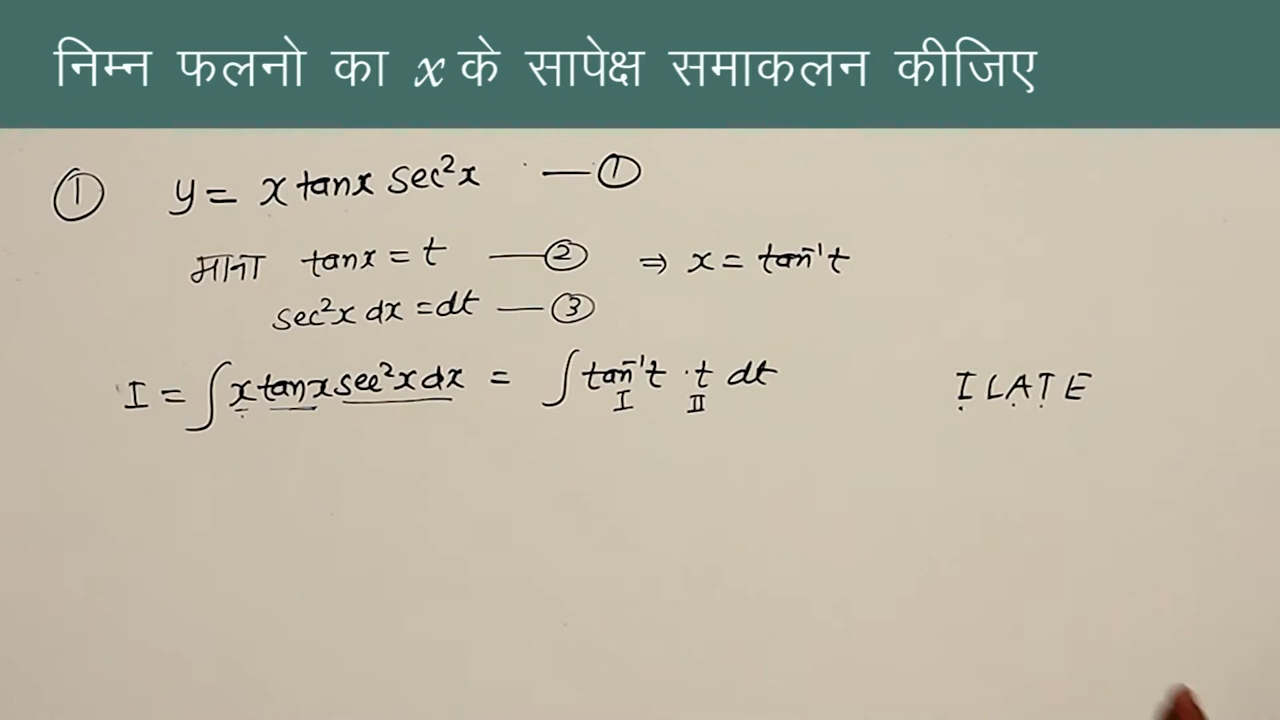 निम्न फलनो का x के सापेक्ष समाकलन कीजिए
① y = x tanx sec²x —①
माना tanx = t —② ⇒ x = tan⁻¹t
sec²x dx = dt —③
I = ∫x tanx sec²x dx = ∫tan⁻¹t · t dt ILATE
I II